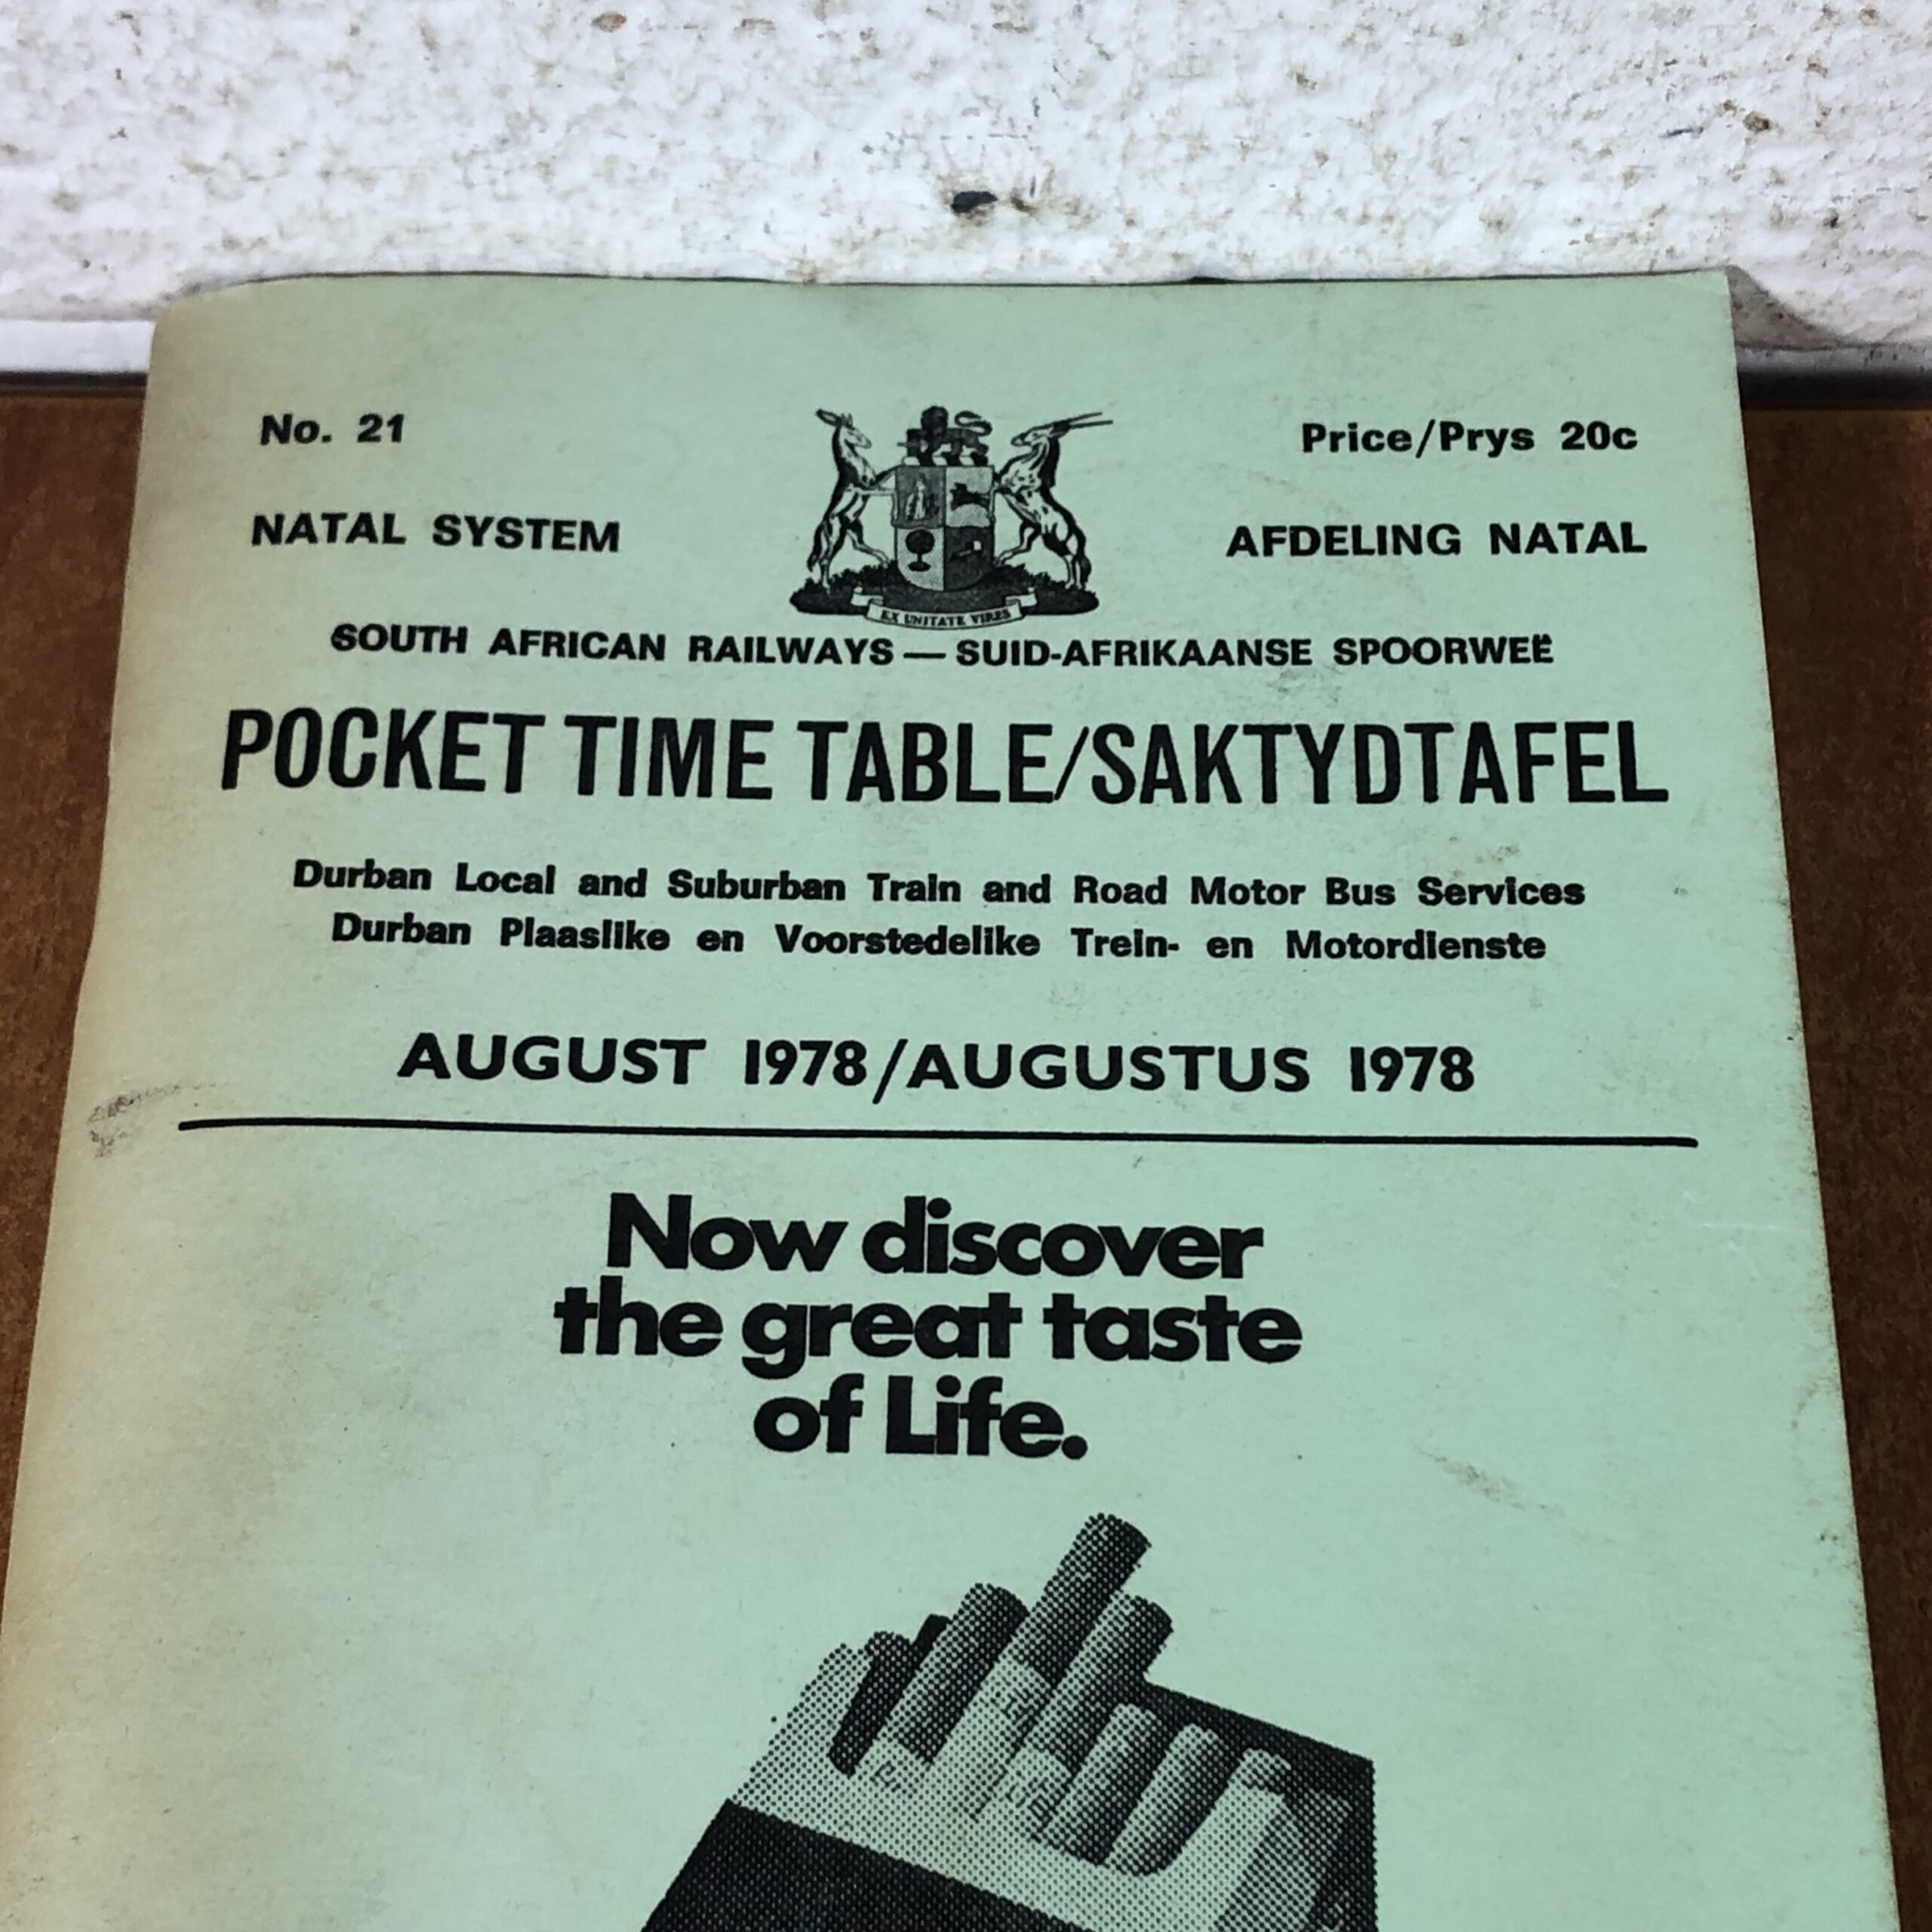 No. 21
Price/Prys 20c
NATAL SYSTEM
AFDELING NATAL
EX UNITATE VIRES
SOUTH AFRICAN RAILWAYS — SUID-AFRIKAANSE SPOORWEË
POCKET TIME TABLE/SAKTYDTAFEL
Durban Local and Suburban Train and Road Motor Bus Services
Durban Plaaslike en Voorstedelike Trein- en Motordienste
AUGUST 1978/AUGUSTUS 1978
Now discover
the great taste
of Life.